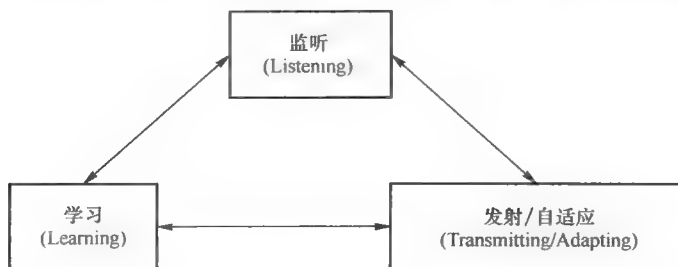 监听
(Listening)
学习
(Learning)
发射/自适应
(Transmitting/Adapting)